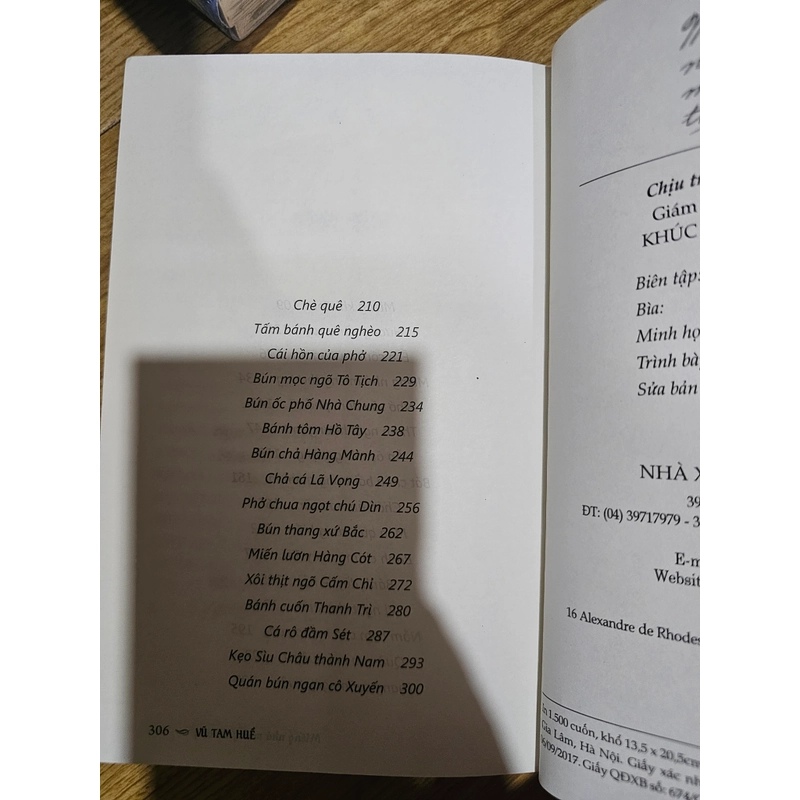 Chè quê 210
Tấm bánh quê nghèo 215
Cái hồn của phở 221
Bún mọc ngõ Tô Tịch 229
Bún ốc phố Nhà Chung 234
Bánh tôm Hồ Tây 238
Bún chả Hàng Mành 244
Chả cá Lã Vọng 249
Phở chua ngọt chú Dìn 256
Bún thang xứ Bắc 262
Miến lươn Hàng Cót 267
Xôi thịt ngõ Cấm Chỉ 272
Bánh cuốn Thanh Trì 280
Cá rô đầm Sét 287
Kẹo Sìu Châu thành Nam 293
Quán bún ngan cô Xuyến 300
306 VŨ TAM HUỀ
Chịu
Giám
KHÚC
Biên tập:
Bìa:
Minh
Trình
Sửa bản
NHÀ
39
ĐT: (04) 39717979 - 3
16 Alexandre de Rhodes
In 1.500 cuốn, khổ 13,5 x 20,5cm
Gia Lâm, Hà Nội. Giấy xác
/09/2017. Giấy QĐXB số: 674